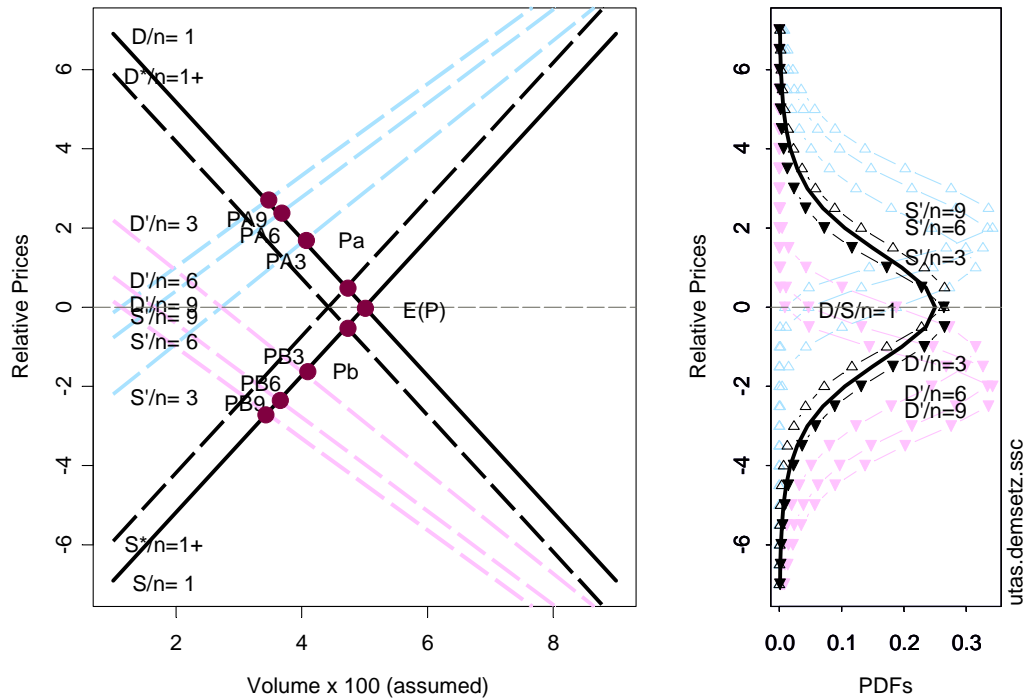 D/n= 1
D*/n=1+
D'/n= 3
D'/n= 6
D'/n= 9
S'/n= 9
S'/n= 6
S'/n= 3
S*/n=1+
S/n= 1
PA9
PA6
PA3
Pa
E(P)
PB3
PB6
PB9
Pb
6
4
2
0
-2
-4
-6
Relative Prices
2
4
6
8
Volume x 100 (assumed)
S'/n=9
S'/n=6
S'/n=3
D/S/n=1
D'/n=3
D'/n=6
D'/n=9
6
4
2
0
-2
-4
-6
Relative Prices
0.0
0.1
0.2
0.3
PDFs
utas.demsetz.ssc